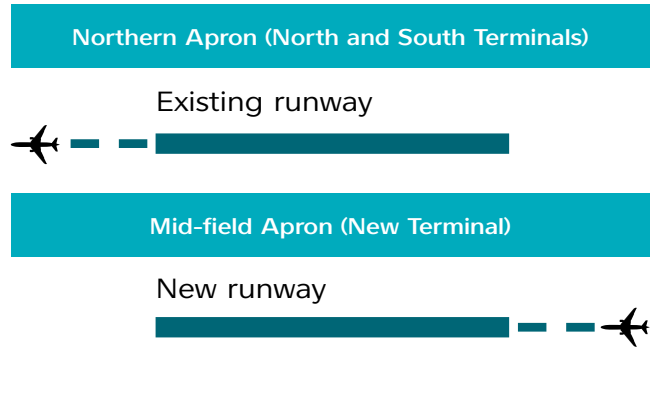 Northern Apron (North and South Terminals)
Existing runway
Mid-field Apron (New Terminal)
New runway